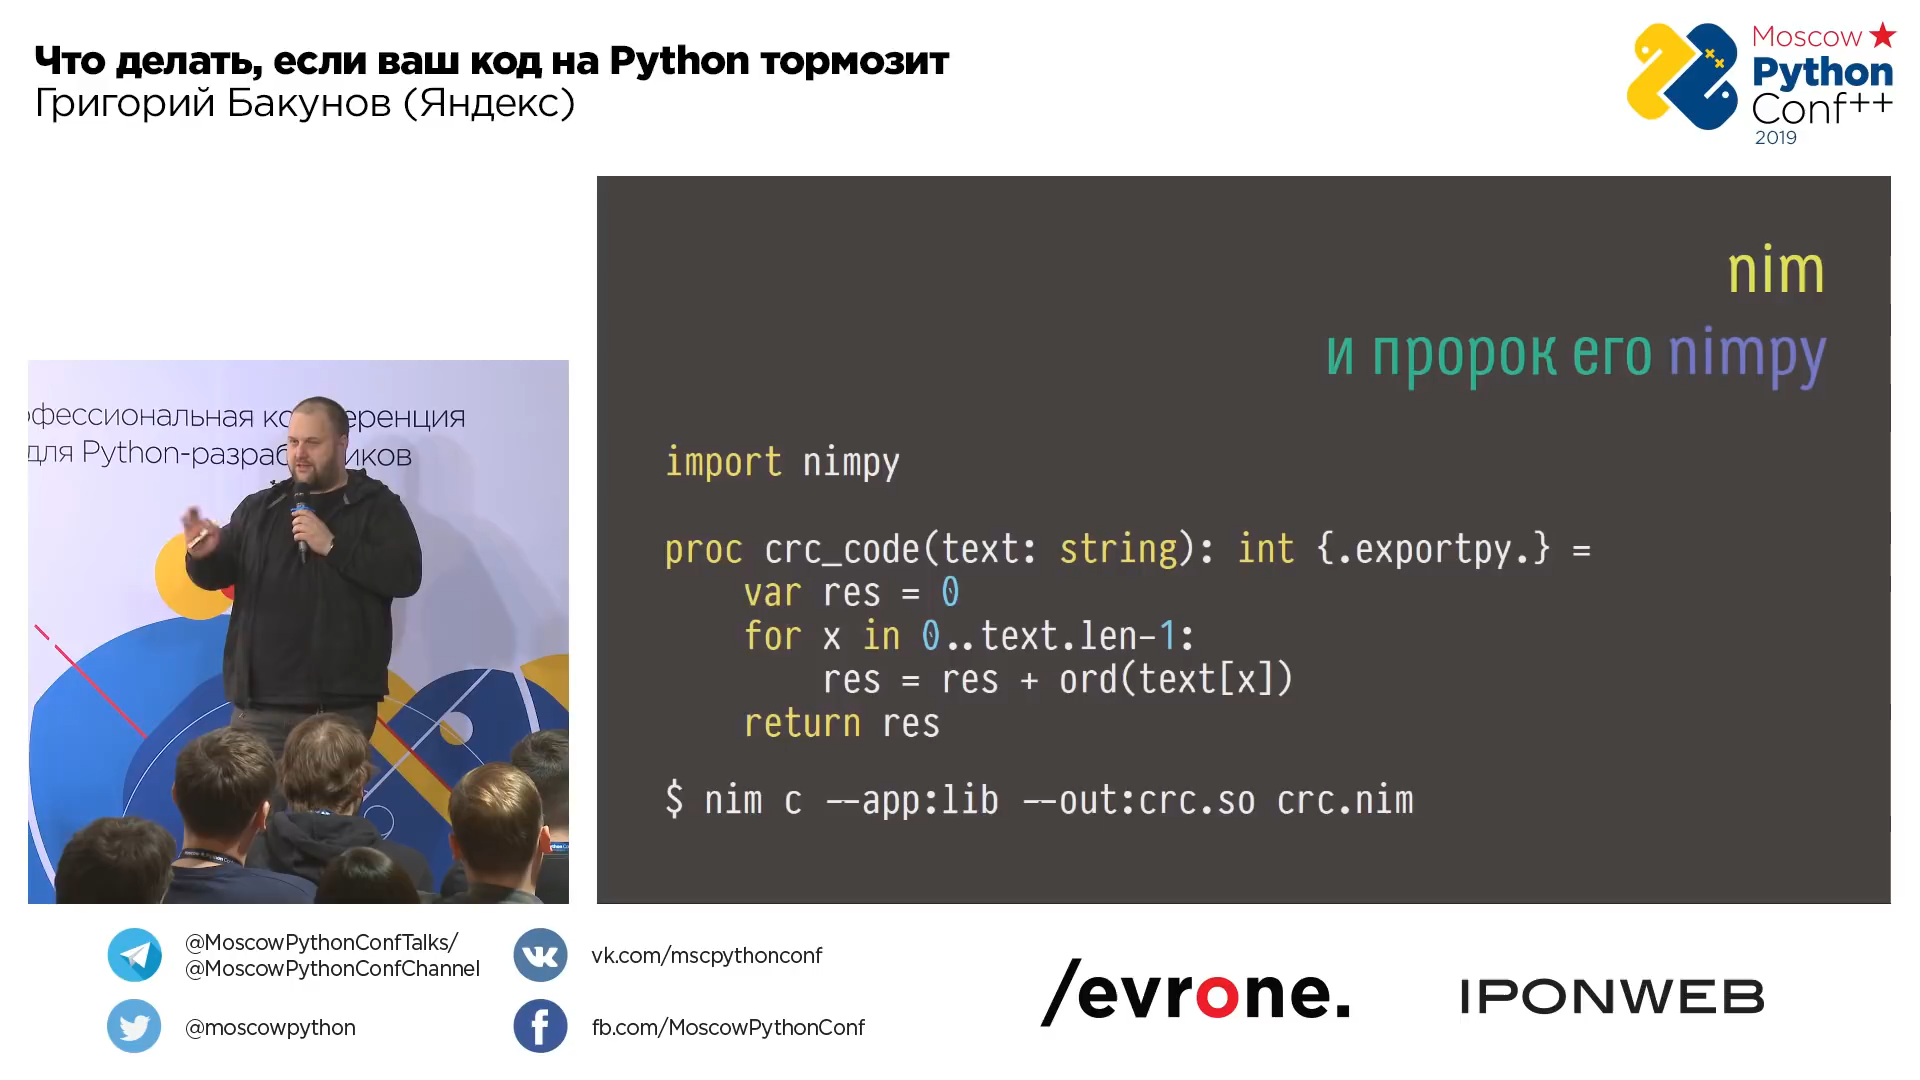 Что делать, если ваш код на Python тормозит
Григорий Бакунов (Яндекс)
Moscow
Python
Conf++
2019
nim
и пророк его nimpy
import nimpy
proc crc_code(text: string): int {.exportpy.} =
    var res = 0
    for x in 0..text.len-1:
        res = res + ord(text[x])
    return res
$ nim c --app:lib --out:crc.so crc.nim
для Python-
@MoscowPythonConfTalks/
@MoscowPythonConfChannel
vk.com/mscpythonconf
@moscowpython
fb.com/MoscowPythonConf
/evrone.
IPONWEB